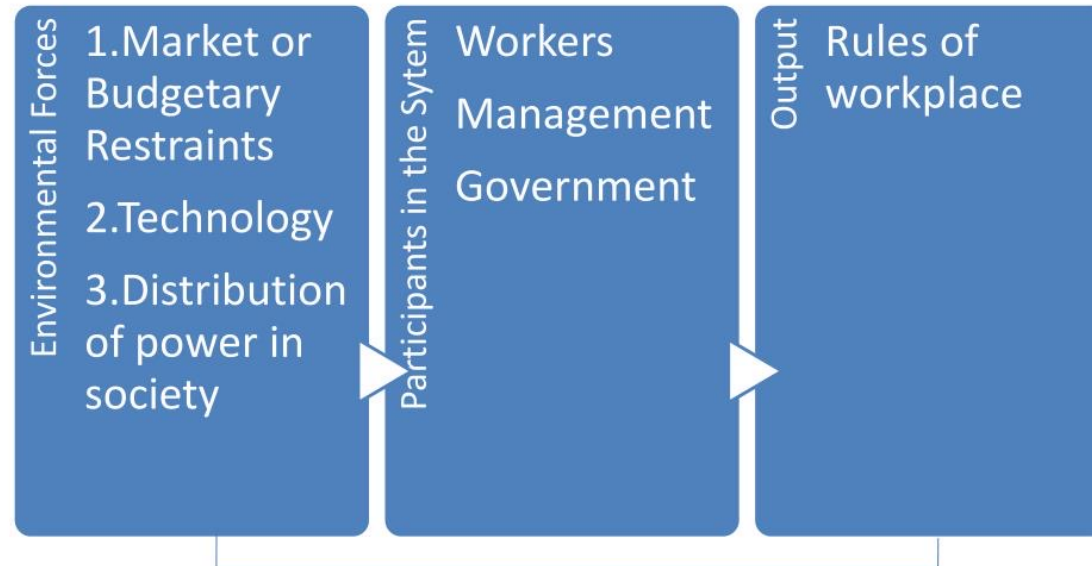 Environmental Forces
1.Market or
Budgetary
Restraints
2.Technology
3.Distribution
of power in
society
Participants in the Sytem
Workers
Management
Government
Output
Rules of
workplace